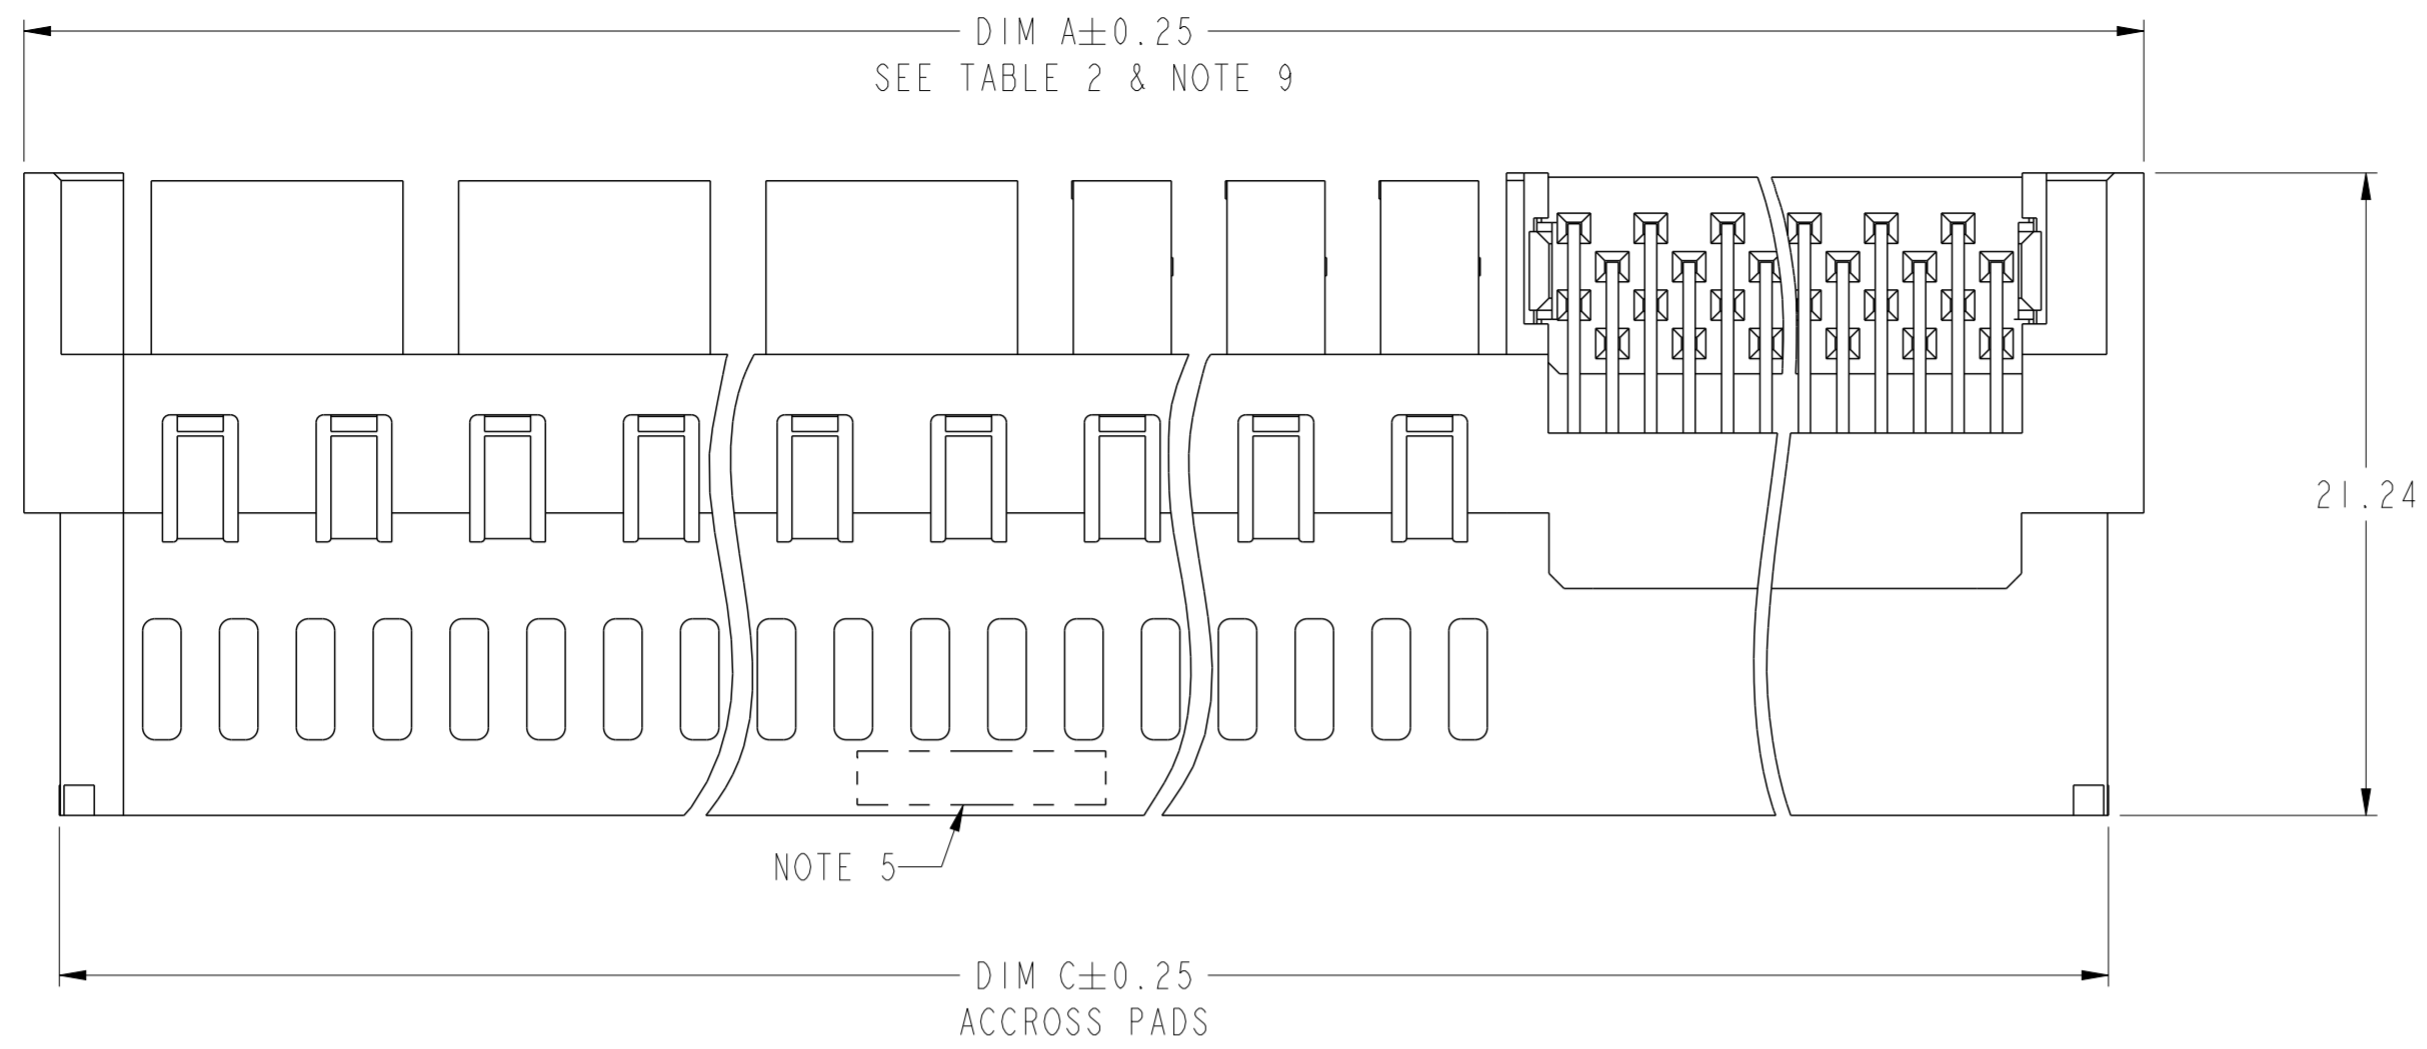 DIM A±0.25
SEE TABLE 2 & NOTE 9
21.24
NOTE 5
DIM C±0.25
ACCROSS PADS